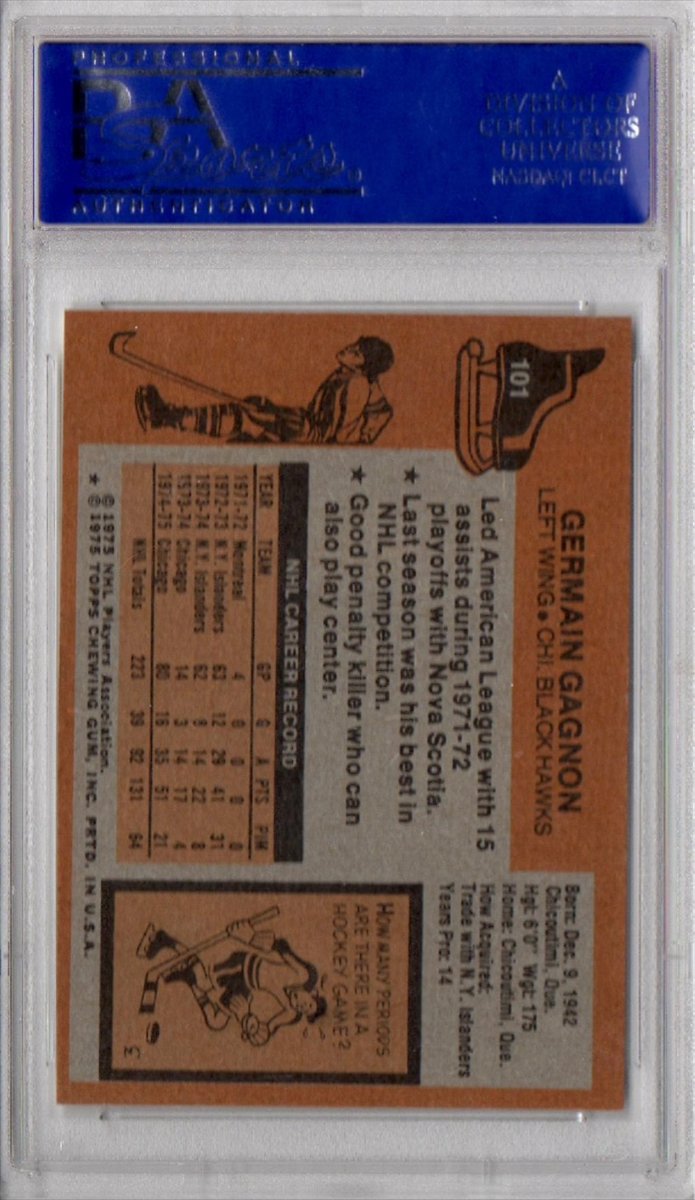 PROFESSIONAL
PSA
Sports
AUTHENTICATOR
A
DIVISION OF
COLLECTORS
UNIVERSE
NASDAQ: CLCT
101
GERMAIN GAGNON
LEFT WING • CHI. BLACK HAWKS
Born: Dec. 9, 1942
Chicoutimi, Que.
Hgt: 6'0" Wgt: 175
Home: Chicoutimi, Que.
How Acquired:
Trade with N.Y. Islanders
Years Pro: 14
Led American League with 15
assists during 1971-72
playoffs with Nova Scotia.
★ Last season was his best in
NHL competition.
★ Good penalty killer who can
also play center.
NHL CAREER RECORD
YEAR TEAM GP G A PTS PIM
1971-72 Montreal 4 0 0 0 0
1972-73 N.Y. Islanders 63 12 29 41 31
1973-74 N.Y. Islanders 62 8 14 22 8
1973-74 Chicago 14 3 14 17 4
1974-75 Chicago 80 16 35 51 21
NHL Totals 223 39 92 131 64
HOW MANY PERIODS
ARE THERE IN A
HOCKEY GAME?
3
© 1975 NHL Players Association.
★ © 1975 TOPPS CHEWING GUM, INC. PRTD. IN U.S.A.